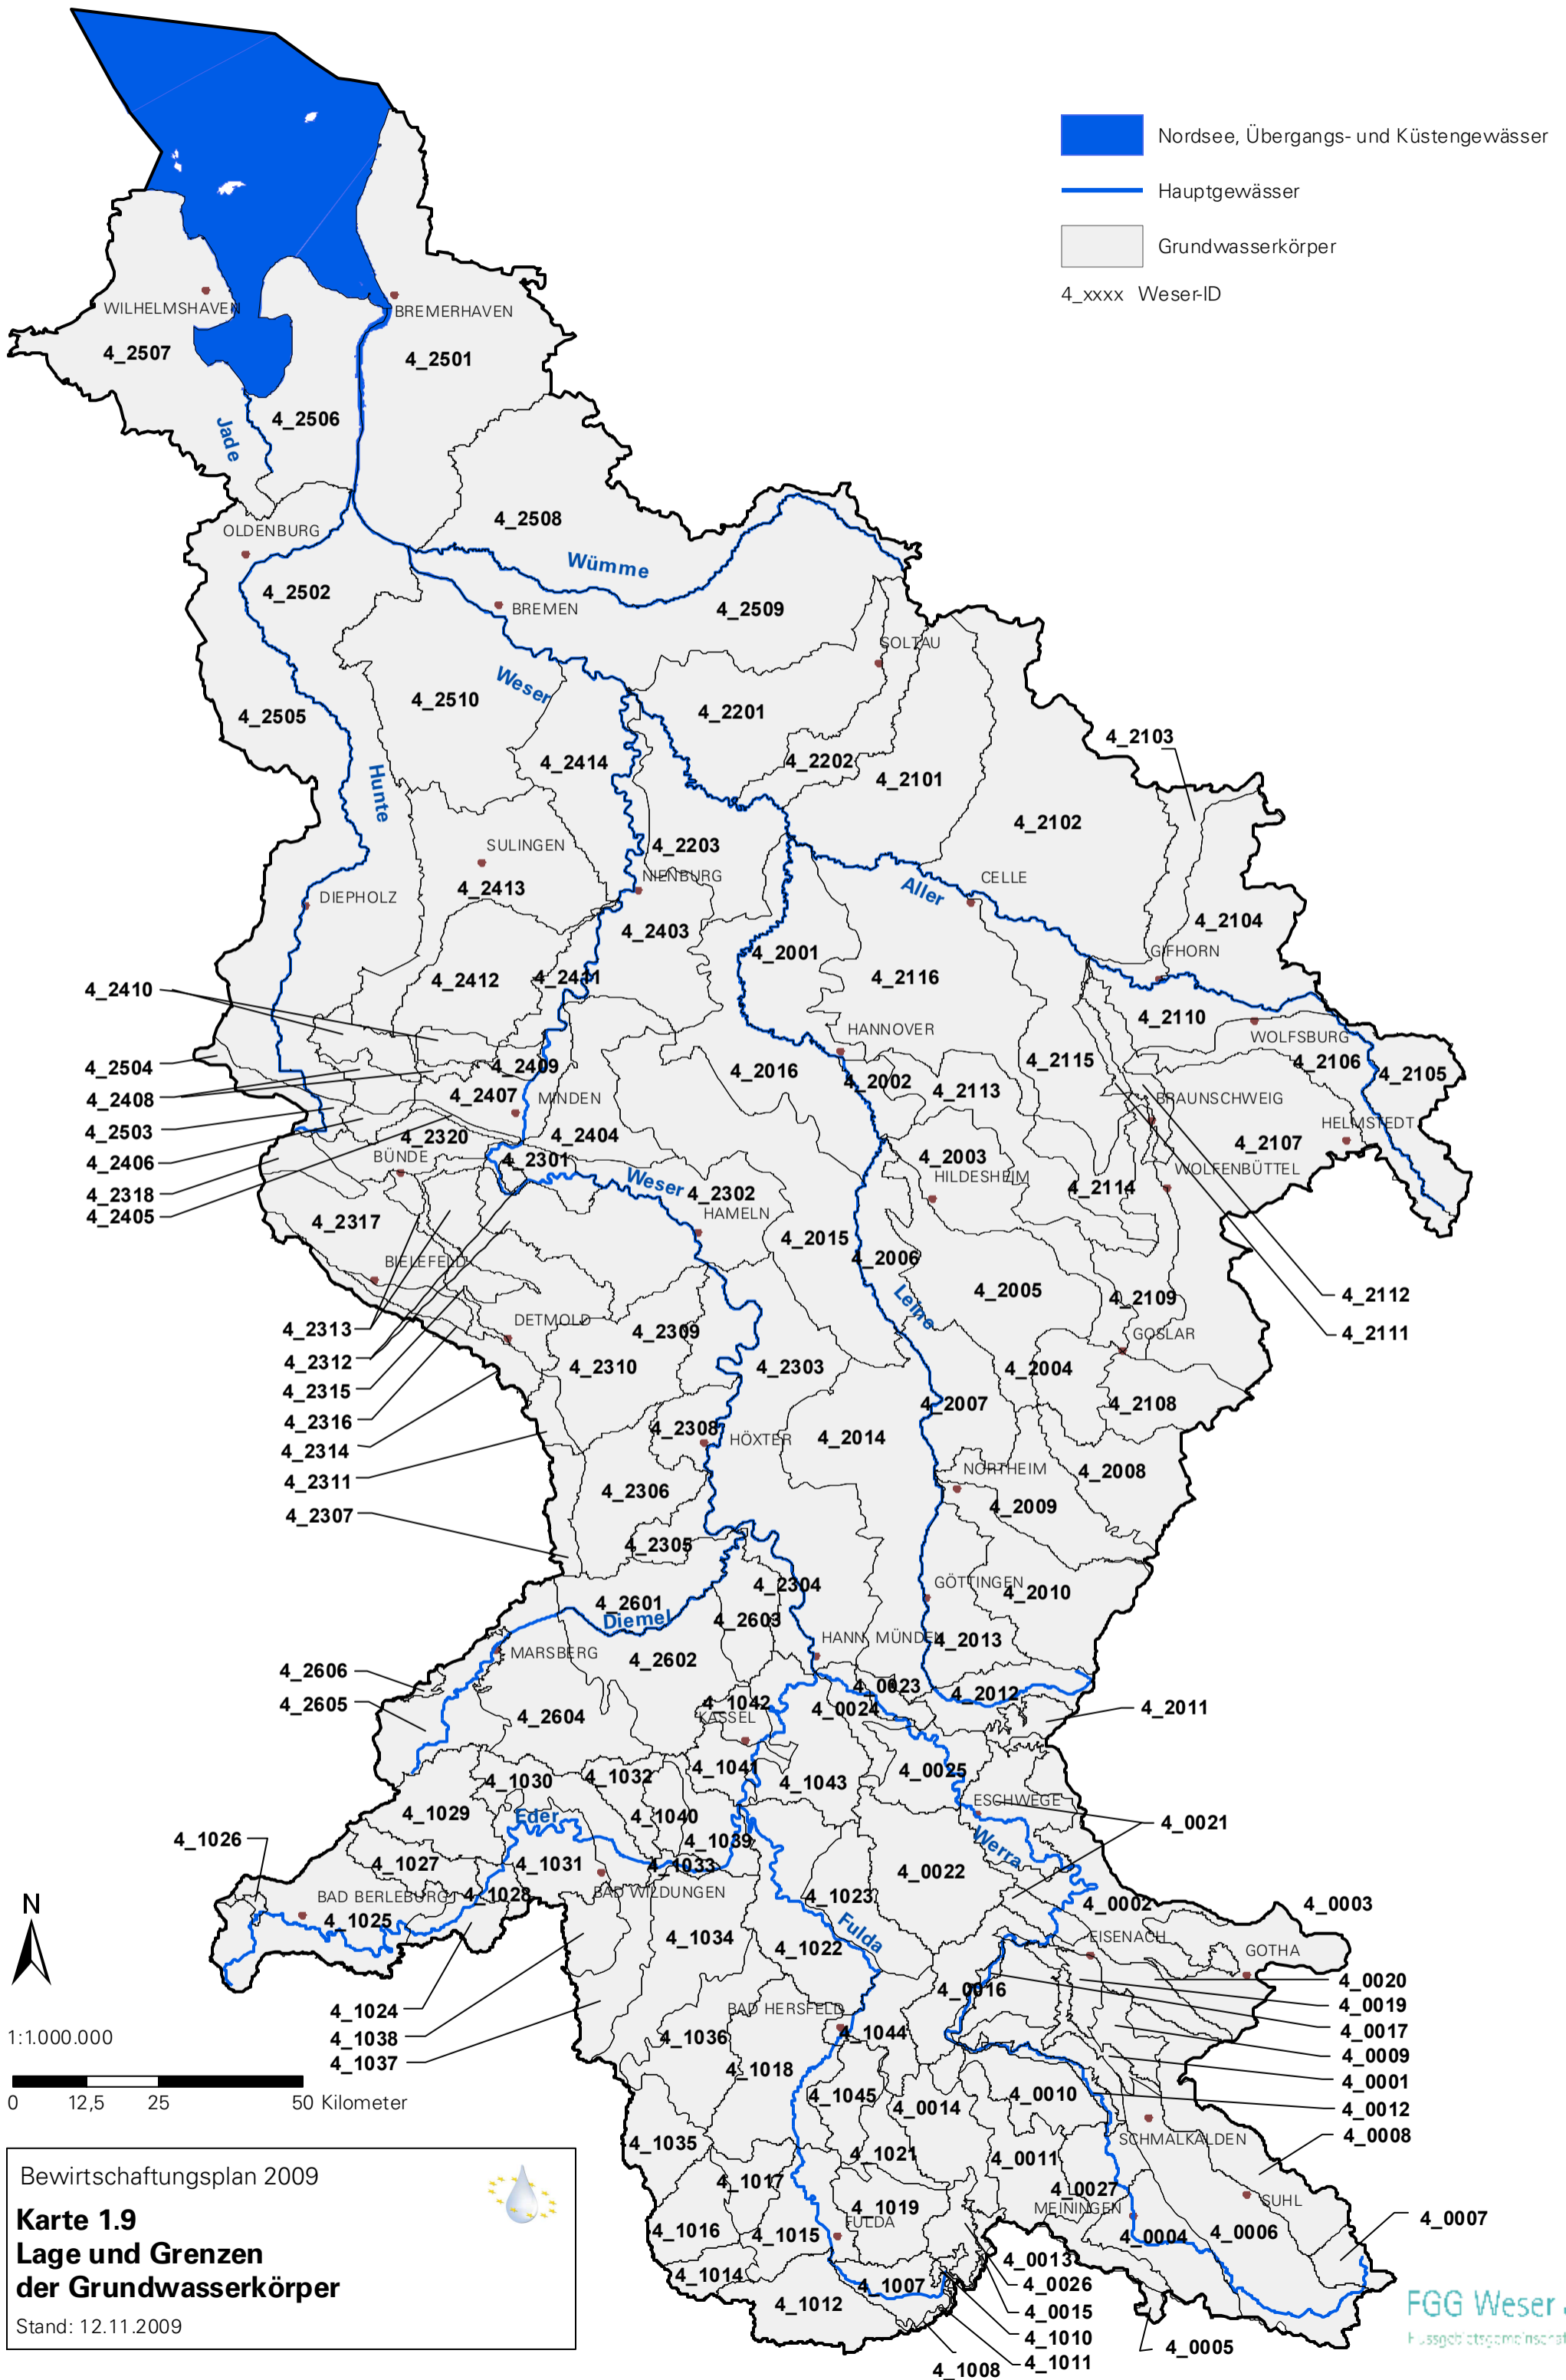 Nordsee, Übergangs- und Küstengewässer
Hauptgewässer
Grundwasserkörper
4_xxxx Weser-ID
WILHELMSHAVEN
BREMERHAVEN
4_2507
4_2501
4_2506
Jade
4_2508
OLDENBURG
Wümme
4_2502
BREMEN
4_2509
SOLTAU
Weser
4_2510
4_2505
4_2201
4_2103
4_2414
4_2202
4_2101
Hunte
4_2102
SULINGEN
4_2203
4_2413
NIENBURG
CELLE
Aller
DIEPHOLZ
4_2403
4_2104
4_2001
GIFHORN
4_2412
4_2411
4_2116
4_2410
4_2110
HANNOVER
WOLFSBURG
4_2504
4_2409
4_2016
4_2115
4_2106
4_2105
4_2002
4_2113
4_2408
4_2407
MINDEN
BRAUNSCHWEIG
HELMSTEDT
4_2503
4_2320
4_2404
4_2107
4_2406
BÜNDE
4_2301
4_2003
HILDESHEIM
WOLFENBÜTTEL
4_2318
Weser
4_2302
4_2114
4_2405
4_2317
HAMELN
4_2015
4_2006
BIELEFELD
4_2005
4_2109
4_2112
Leine
4_2313
DETMOLD
4_2309
GOSLAR
4_2111
4_2312
4_2310
4_2303
4_2004
4_2315
4_2007
4_2108
4_2316
4_2308
HÖXTER
4_2014
4_2314
4_2311
NORTHEIM
4_2008
4_2306
4_2009
4_2307
4_2305
GÖTTINGEN
4_2304
4_2010
4_2601
Diemel
4_2603
HANN. MÜNDEN
4_2013
MARSBERG
4_2602
4_2606
4_0023
4_2012
4_2605
4_1042
4_0024
4_2011
KASSEL
4_2604
4_1041
4_0025
4_1030
4_1032
4_1043
ESCHWEGE
4_1029
Eder
4_1040
4_0021
4_1026
4_1039
Werra
4_1027
4_1031
4_1033
4_0022
BAD BERLEBURG
4_1028
BAD WILDUNGEN
4_1023
4_0002
4_0003
4_1025
Fulda
EISENACH
4_1034
4_1022
GOTHA
4_0020
4_0016
4_0019
4_1024
BAD HERSFELD
4_0017
4_1038
4_1036
4_1044
4_0009
4_1037
4_1018
4_0001
4_1045
4_0010
4_0014
4_0012
4_0008
SCHMALKALDEN
4_1035
4_1021
4_0011
4_1017
4_0027
SUHL
4_1019
MEININGEN
4_0007
4_1016
4_1015
FULDA
4_0004
4_0006
4_0013
4_1014
4_1007
4_0026
4_1012
4_0015
4_1010
4_0005
4_1011
4_1008
N
1:1.000.000
0 12,5 25 50 Kilometer
Bewirtschaftungsplan 2009
Karte 1.9
Lage und Grenzen
der Grundwasserkörper
Stand: 12.11.2009
FGG Weser